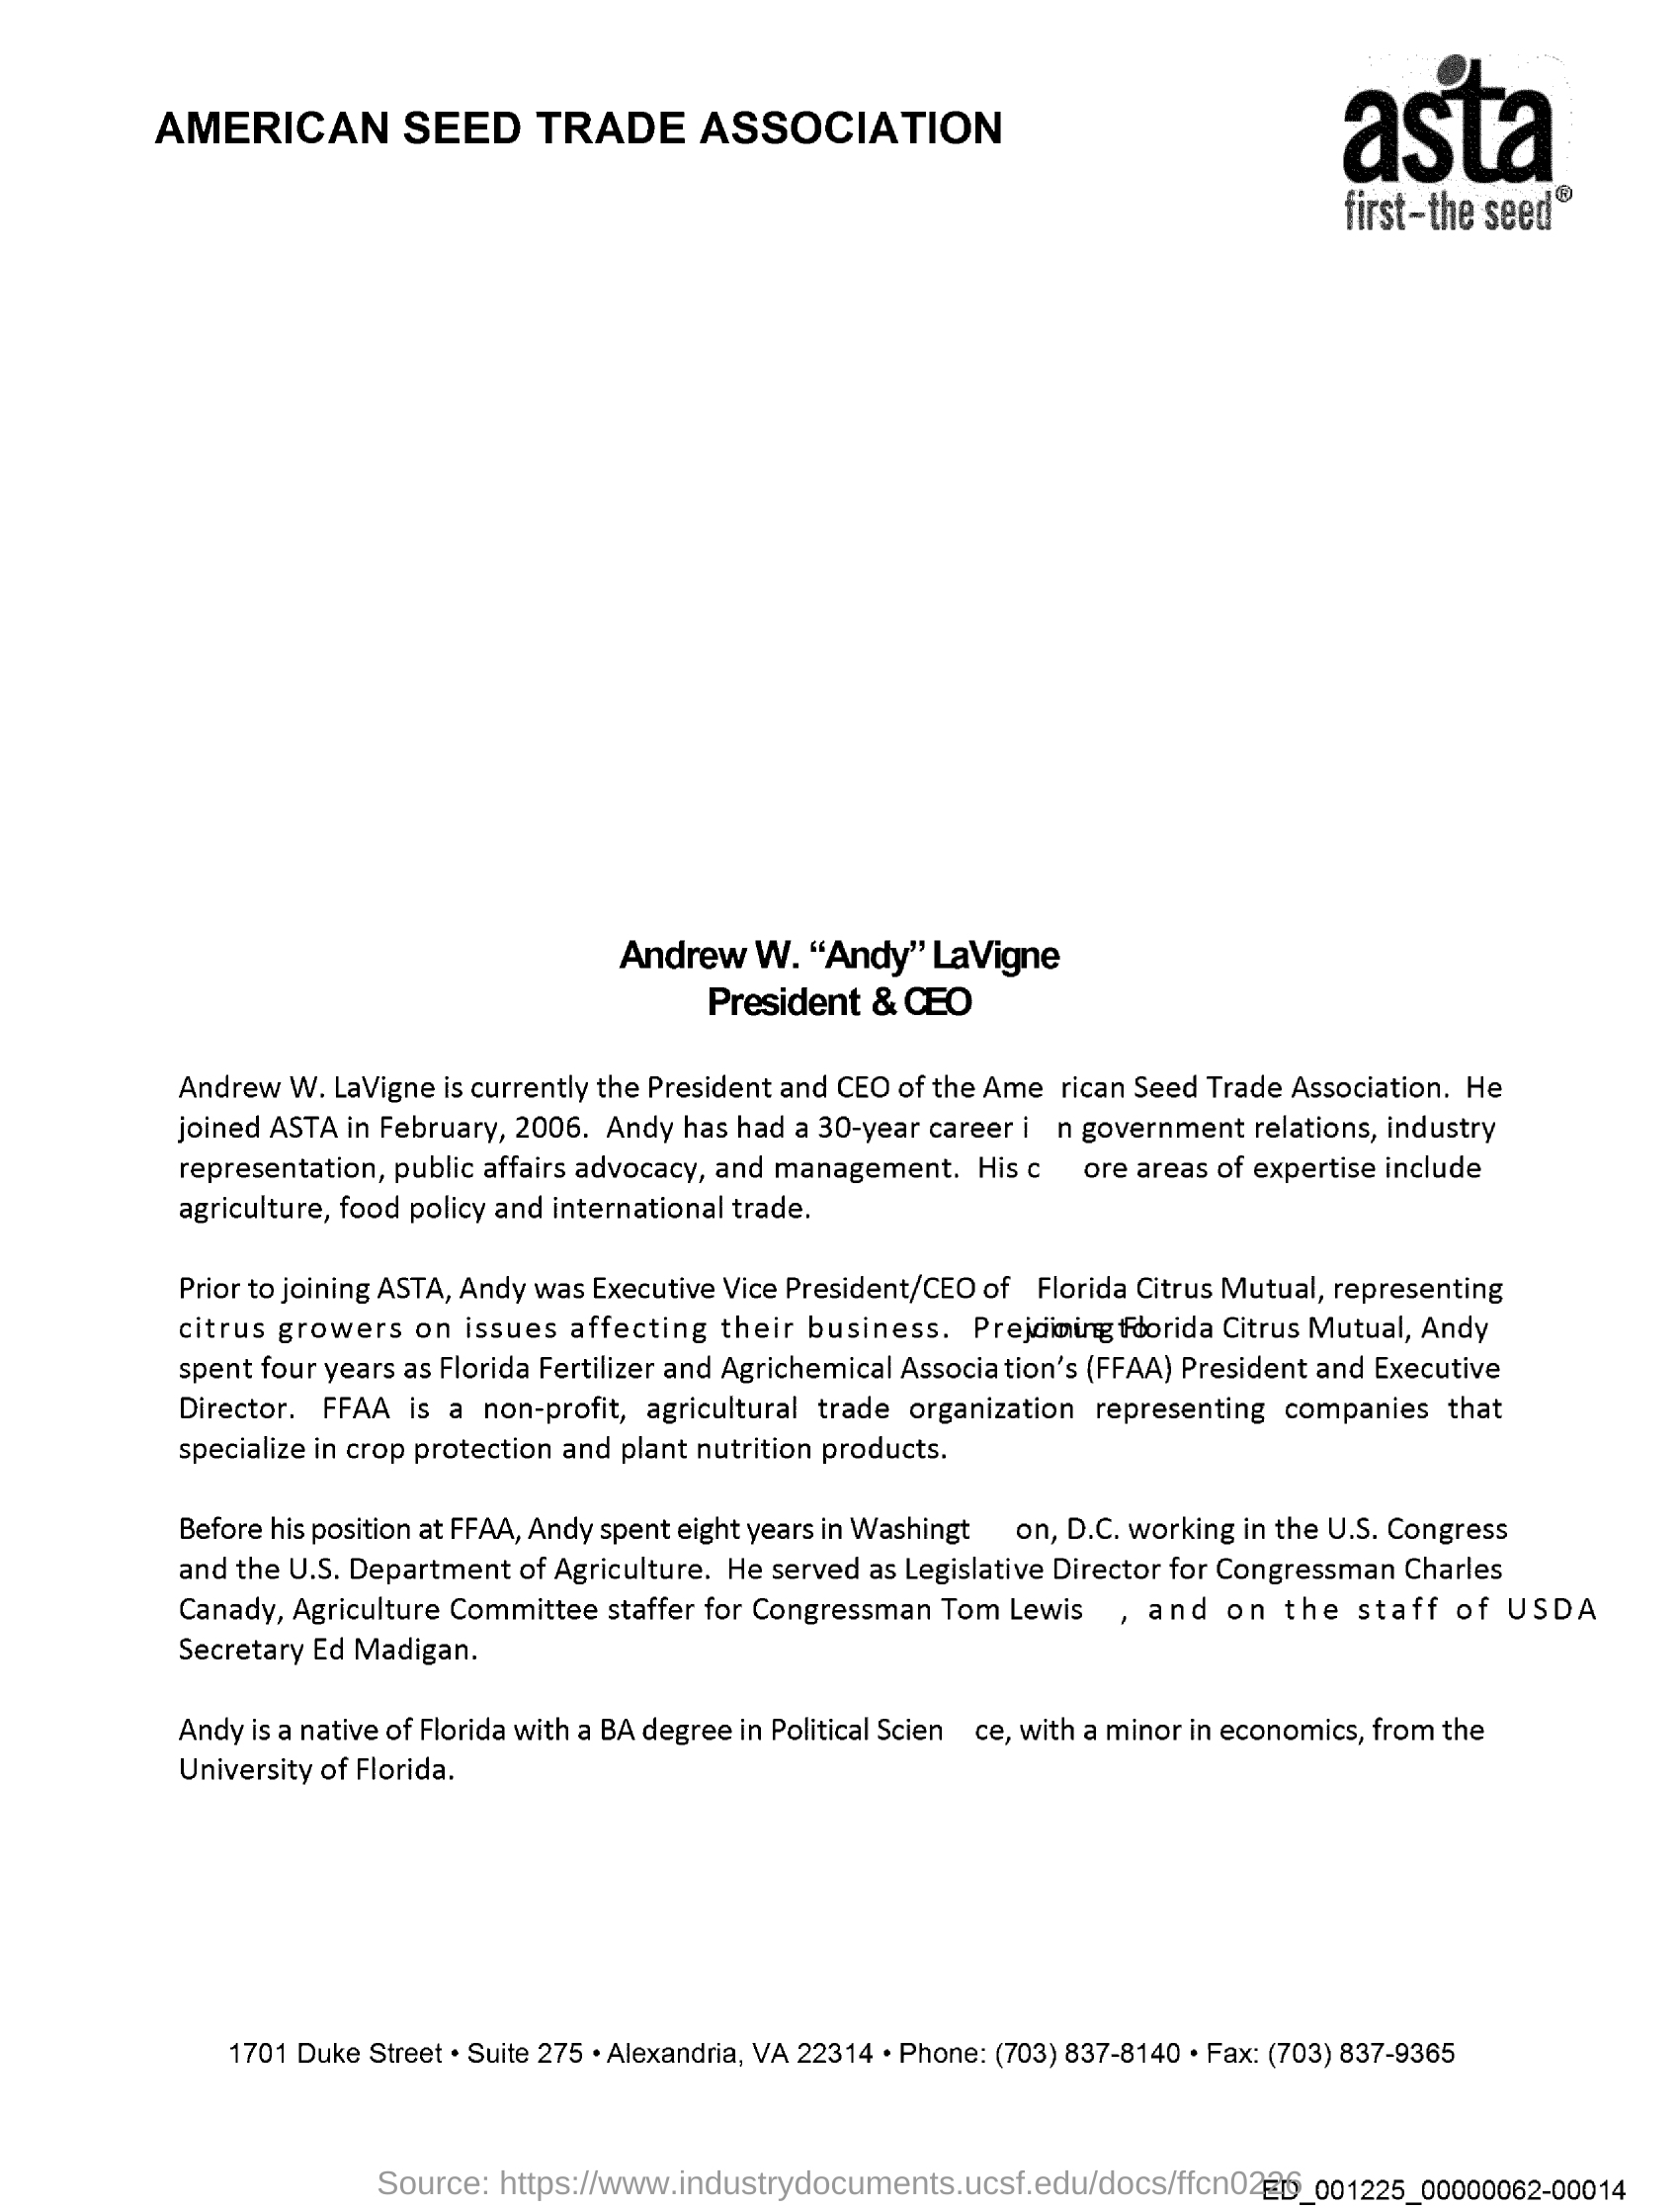 AMERICAN SEED TRADE ASSOCIATION
asta
first-the seed®
Andrew W. “Andy” LaVigne
President & CEO
Andrew W. LaVigne is currently the President and CEO of the Ame rican Seed Trade Association. He
joined ASTA in February, 2006. Andy has had a 30-year career i n government relations, industry
representation, public affairs advocacy, and management. His c ore areas of expertise include
agriculture, food policy and international trade.
Prior to joining ASTA, Andy was Executive Vice President/CEO of Florida Citrus Mutual, representing
citrus growers on issues affecting their business. Florida Citrus Mutual, Andy
spent four years as Florida Fertilizer and Agrichemical Association’s (FFAA) President and Executive
Director. FFAA is a non-profit, agricultural trade organization representing companies that
specialize in crop protection and plant nutrition products.
Before his position at FFAA, Andy spent eight years in Washingt on, D.C. working in the U.S. Congress
and the U.S. Department of Agriculture. He served as Legislative Director for Congressman Charles
Canady, Agriculture Committee staffer for Congressman Tom Lewis , and on the staff of USDA
Secretary Ed Madigan.
Andy is a native of Florida with a BA degree in Political Scien ce, with a minor in economics, from the
University of Florida.
1701 Duke Street • Suite 275 • Alexandria, VA 22314 • Phone: (703) 837-8140 • Fax: (703) 837-9365
Source: https://www.industrydocuments.ucsf.edu/docs/ffcn0226
ED_001225_00000062-00014